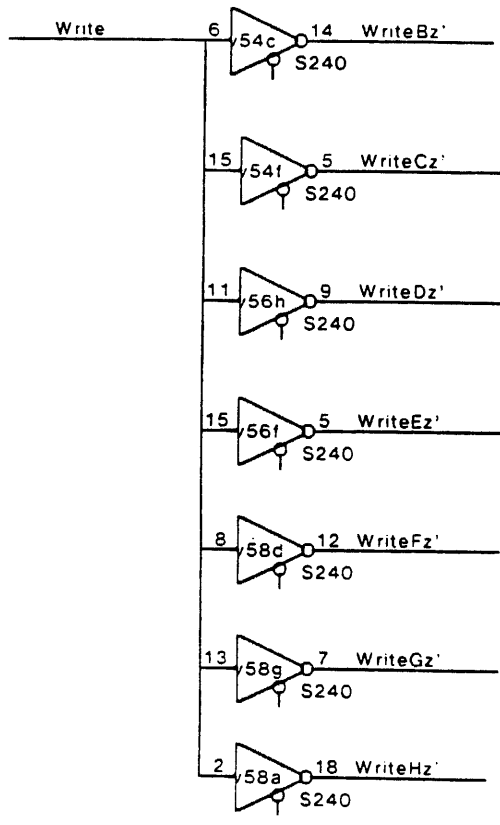 Write 6 54c 14 WriteBz'
S240
15 54f 5 WriteCz'
S240
11 56h 9 WriteDz'
S240
15 56f 5 WriteEz'
S240
8 58d 12 WriteFz'
S240
13 58g 7 WriteGz'
S240
2 58a 18 WriteHz'
S240